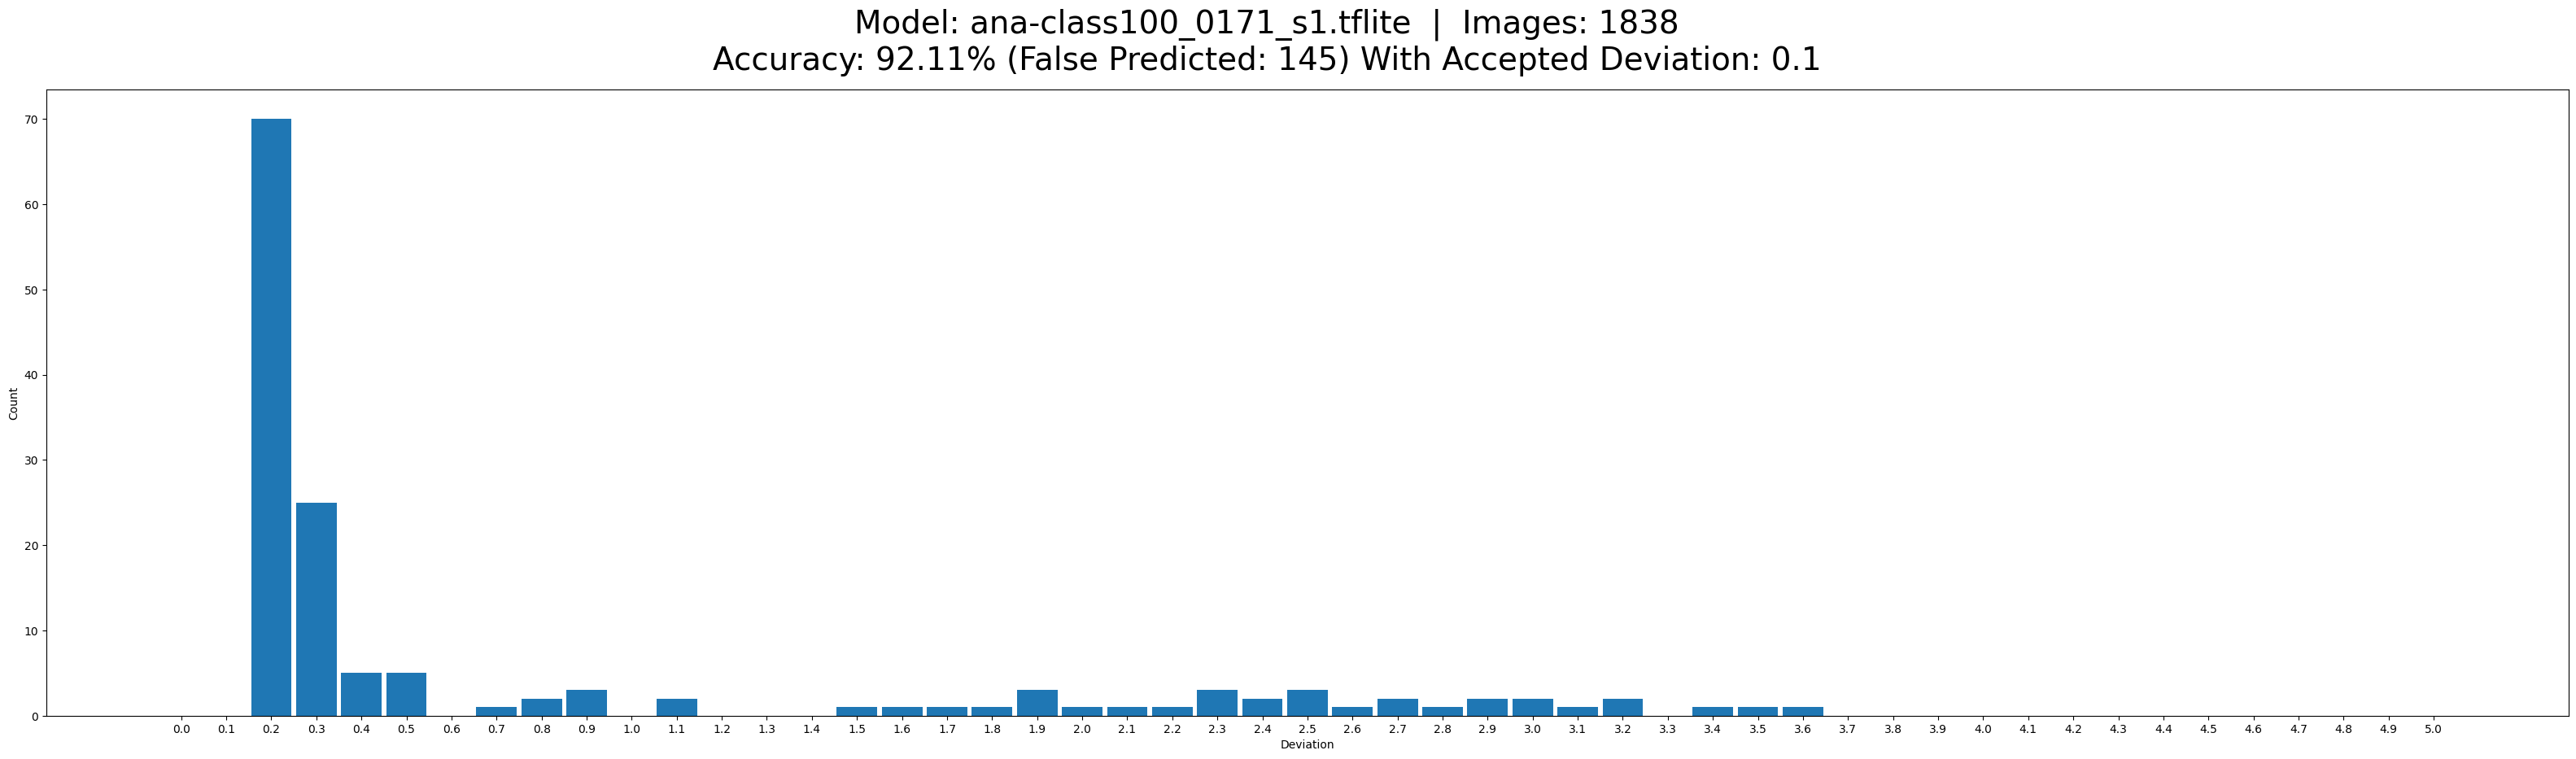 Model: ana-class100_0171_s1.tflite | Images: 1838
Accuracy: 92.11% (False Predicted: 145) With Accepted Deviation: 0.1
70
60
50
40
30
20
10
0
Count
0.0 0.1 0.2 0.3 0.4 0.5 0.6 0.7 0.8 0.9 1.0 1.1 1.2 1.3 1.4 1.5 1.6 1.7 1.8 1.9 2.0 2.1 2.2 2.3 2.4 2.5 2.6 2.7 2.8 2.9 3.0 3.1 3.2 3.3 3.4 3.5 3.6 3.7 3.8 3.9 4.0 4.1 4.2 4.3 4.4 4.5 4.6 4.7 4.8 4.9 5.0
Deviation